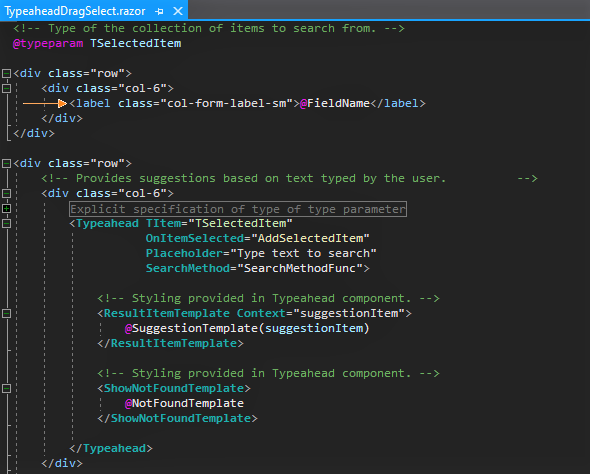 TypeaheadDragSelect.razor
<!-- Type of the collection of items to search from. -->
@typeparam TSelectedItem
<div class="row">
<div class="col-6">
<label class="col-form-label-sm">@FieldName</label>
</div>
</div>
<div class="row">
<!-- Provides suggestions based on text typed by the user. -->
<div class="col-6">
Explicit specification of type of type parameter
<Typeahead TItem="TSelectedItem"
OnItemSelected="AddSelectedItem"
Placeholder="Type text to search"
SearchMethod="SearchMethodFunc">
<!-- Styling provided in Typeahead component. -->
<ResultItemTemplate Context="suggestionItem">
@SuggestionTemplate(suggestionItem)
</ResultItemTemplate>
<!-- Styling provided in Typeahead component. -->
<ShowNotFoundTemplate>
@NotFoundTemplate
</ShowNotFoundTemplate>
</Typeahead>
</div>